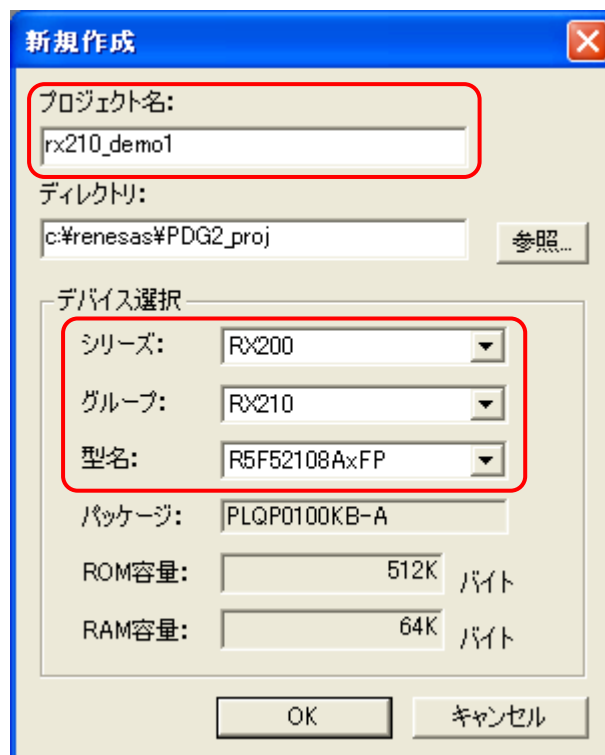 新規作成
プロジェクト名:
rx210_demo1
ディレクトリ:
c:¥renesas¥PDG2_proj
参照...
デバイス選択
シリーズ: RX200
グループ: RX210
型名: R5F52108AxFP
パッケージ: PLQP0100KB-A
ROM容量: 512K バイト
RAM容量: 64K バイト
OK キャンセル